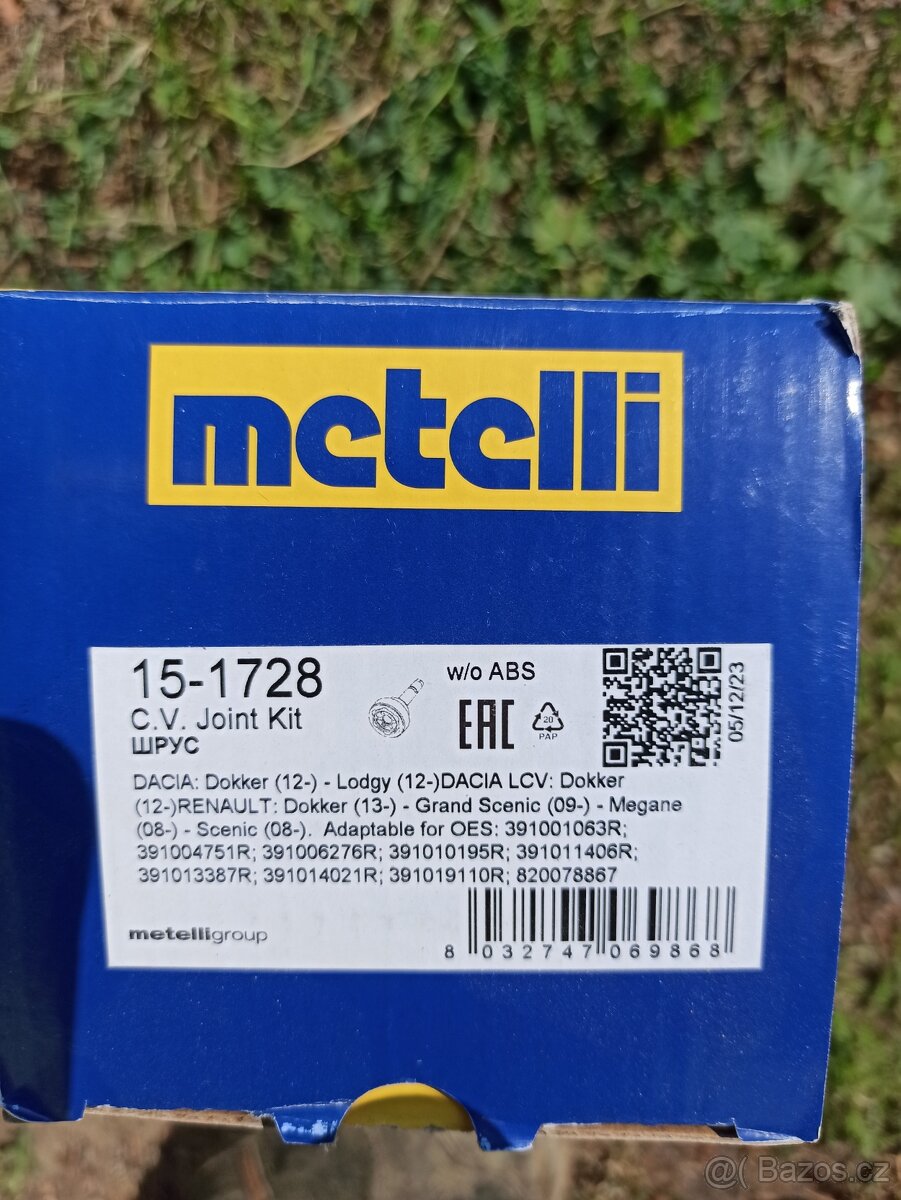 metelli
15-1728
w/o ABS
C.V. Joint Kit
ШРУС
EAC
20
PAP
05/12/23
DACIA: Dokker (12-) - Lodgy (12-)DACIA LCV: Dokker
(12-)RENAULT: Dokker (13-) - Grand Scenic (09-) - Megane
(08-) - Scenic (08-). Adaptable for OES: 391001063R;
391004751R; 391006276R; 391010195R; 391011406R;
391013387R; 391014021R; 391019110R; 820078867
metelligroup
8 032747 069868
@( Bazoš.cz